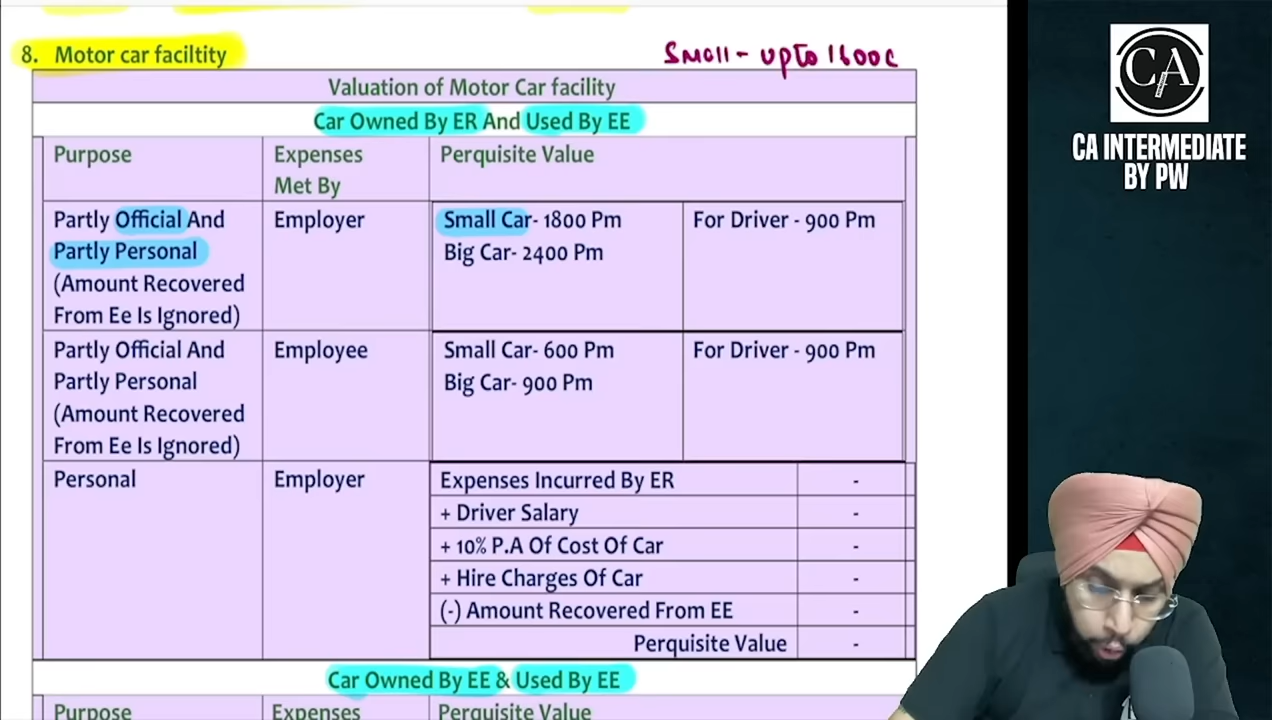 8. Motor car faciltity
Small - upto 1600c
Valuation of Motor Car facility
Car Owned By ER And Used By EE
Purpose
Expenses Met By
Perquisite Value
Partly Official And
Partly Personal
(Amount Recovered
From Ee Is Ignored)
Employer
Small Car- 1800 Pm
Big Car- 2400 Pm
For Driver - 900 Pm
Partly Official And
Partly Personal
(Amount Recovered
From Ee Is Ignored)
Employee
Small Car- 600 Pm
Big Car- 900 Pm
For Driver - 900 Pm
Personal
Employer
Expenses Incurred By ER -
+ Driver Salary -
+ 10% P.A Of Cost Of Car -
+ Hire Charges Of Car -
(-) Amount Recovered From EE -
Perquisite Value -
Car Owned By EE & Used By EE
Purpose
Expenses
Perquisite Value
CA
CA INTERMEDIATE
BY PW